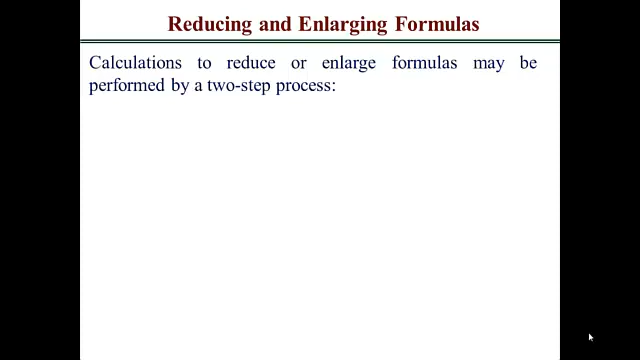 Reducing and Enlarging Formulas
Calculations to reduce or enlarge formulas may be
performed by a two-step process: